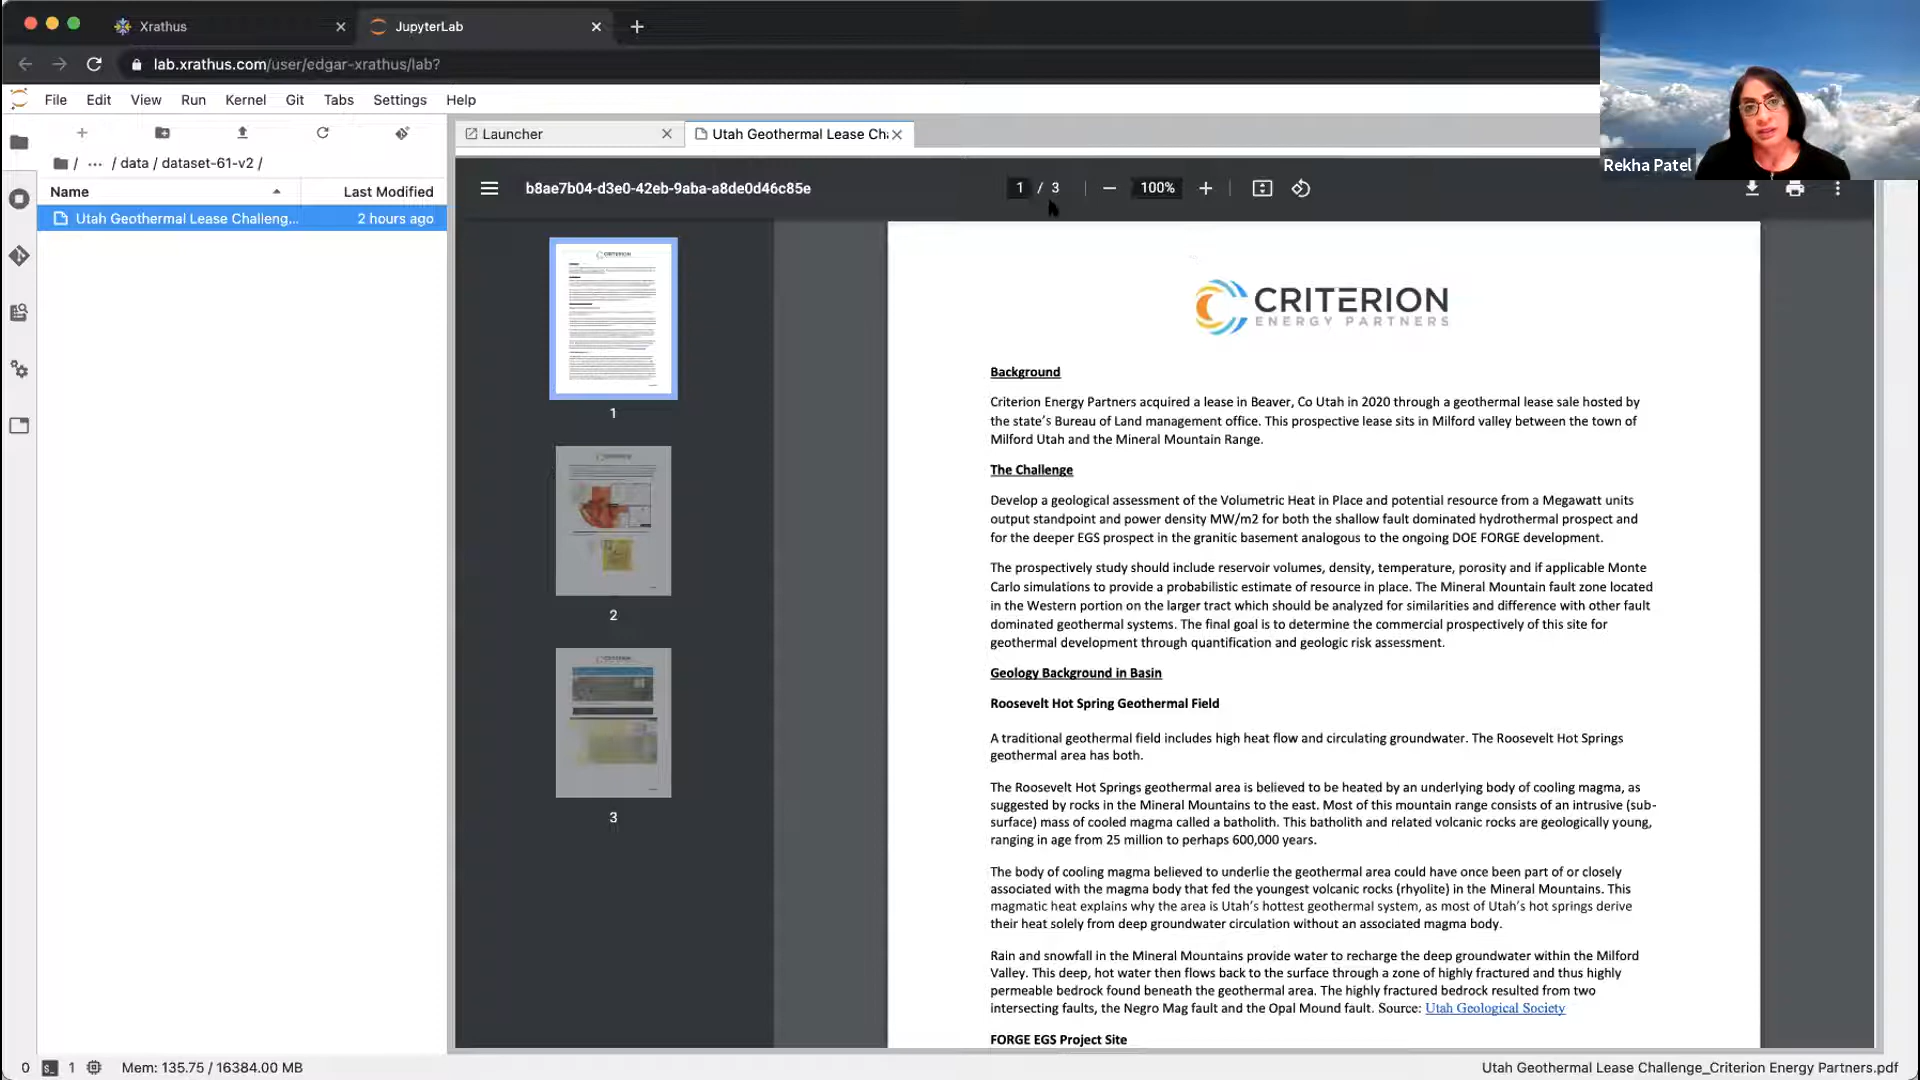 Xrathus
JupyterLab
lab.xrathus.com/user/edgar-xrathus/lab?
File Edit View Run Kernel Git Tabs Settings Help
Rekha Patel
/ ··· / data / dataset-61-v2 /
Name Last Modified
Utah Geothermal Lease Challeng... 2 hours ago
Launcher
Utah Geothermal Lease Cha
b8ae7b04-d3e0-42eb-9aba-a8de0d46c85e
1 / 3
100%
CRITERION
1
CRITERION
2
CRITERION
3
CRITERION
ENERGY PARTNERS
Background
Criterion Energy Partners acquired a lease in Beaver, Co Utah in 2020 through a geothermal lease sale hosted by
the state's Bureau of Land management office. This prospective lease sits in Milford valley between the town of
Milford Utah and the Mineral Mountain Range.
The Challenge
Develop a geological assessment of the Volumetric Heat in Place and potential resource from a Megawatt units
output standpoint and power density MW/m2 for both the shallow fault dominated hydrothermal prospect and
for the deeper EGS prospect in the granitic basement analogous to the ongoing DOE FORGE development.
The prospectively study should include reservoir volumes, density, temperature, porosity and if applicable Monte
Carlo simulations to provide a probabilistic estimate of resource in place. The Mineral Mountain fault zone located
in the Western portion on the larger tract which should be analyzed for similarities and difference with other fault
dominated geothermal systems. The final goal is to determine the commercial prospectively of this site for
geothermal development through quantification and geologic risk assessment.
Geology Background in Basin
Roosevelt Hot Spring Geothermal Field
A traditional geothermal field includes high heat flow and circulating groundwater. The Roosevelt Hot Springs
geothermal area has both.
The Roosevelt Hot Springs geothermal area is believed to be heated by an underlying body of cooling magma, as
suggested by rocks in the Mineral Mountains to the east. Most of this mountain range consists of an intrusive (sub-
surface) mass of cooled magma called a batholith. This batholith and related volcanic rocks are geologically young,
ranging in age from 25 million to perhaps 600,000 years.
The body of cooling magma believed to underlie the geothermal area could have once been part of or closely
associated with the magma body that fed the youngest volcanic rocks (rhyolite) in the Mineral Mountains. This
magmatic heat explains why the area is Utah's hottest geothermal system, as most of Utah's hot springs derive
their heat solely from deep groundwater circulation without an associated magma body.
Rain and snowfall in the Mineral Mountains provide water to recharge the deep groundwater within the Milford
Valley. This deep, hot water then flows back to the surface through a zone of highly fractured and thus highly
permeable bedrock found beneath the geothermal area. The highly fractured bedrock resulted from two
intersecting faults, the Negro Mag fault and the Opal Mound fault. Source: Utah Geological Society
FORGE EGS Project Site
0 1 Mem: 135.75 / 16384.00 MB
Utah Geothermal Lease Challenge_Criterion Energy Partners.pdf